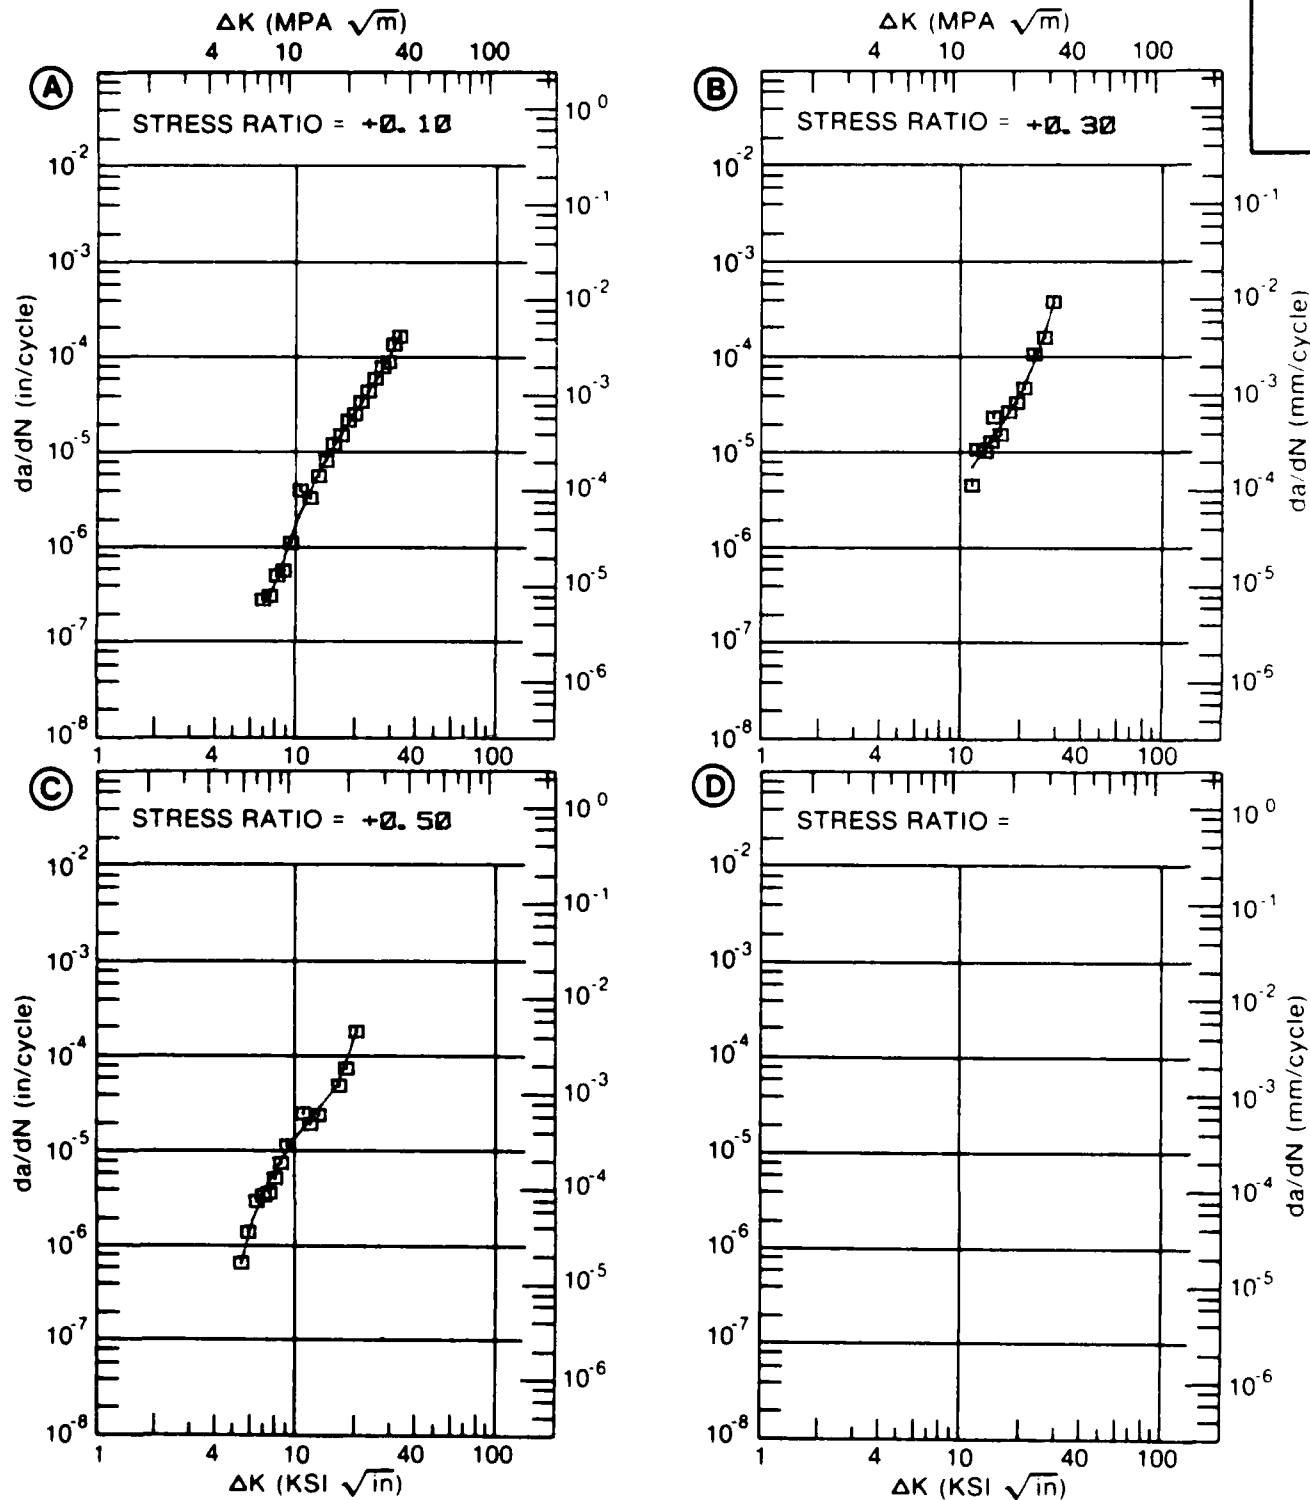 ΔK (MPA √m)
4 10 40 100
A
STRESS RATIO = +0.10
10^0
10^-2
10^-1
10^-3
10^-2
10^-4
10^-3
10^-5
10^-4
10^-6
10^-5
10^-7
10^-6
10^-8
1 4 10 40 100
da/dN (in/cycle)
ΔK (MPA √m)
4 10 40 100
B
STRESS RATIO = +0.30
10^-2
10^-1
10^-3
10^-2
10^-4
10^-3
10^-5
10^-4
10^-6
10^-5
10^-7
10^-6
10^-8
1 4 10 40 100
da/dN (mm/cycle)
C
STRESS RATIO = +0.50
10^0
10^-2
10^-1
10^-3
10^-2
10^-4
10^-3
10^-5
10^-4
10^-6
10^-5
10^-7
10^-6
10^-8
1 4 10 40 100
da/dN (in/cycle)
ΔK (KSI √in)
D
STRESS RATIO =
10^0
10^-2
10^-1
10^-3
10^-2
10^-4
10^-3
10^-5
10^-4
10^-6
10^-5
10^-7
10^-6
10^-8
1 4 10 40 100
da/dN (mm/cycle)
ΔK (KSI √in)